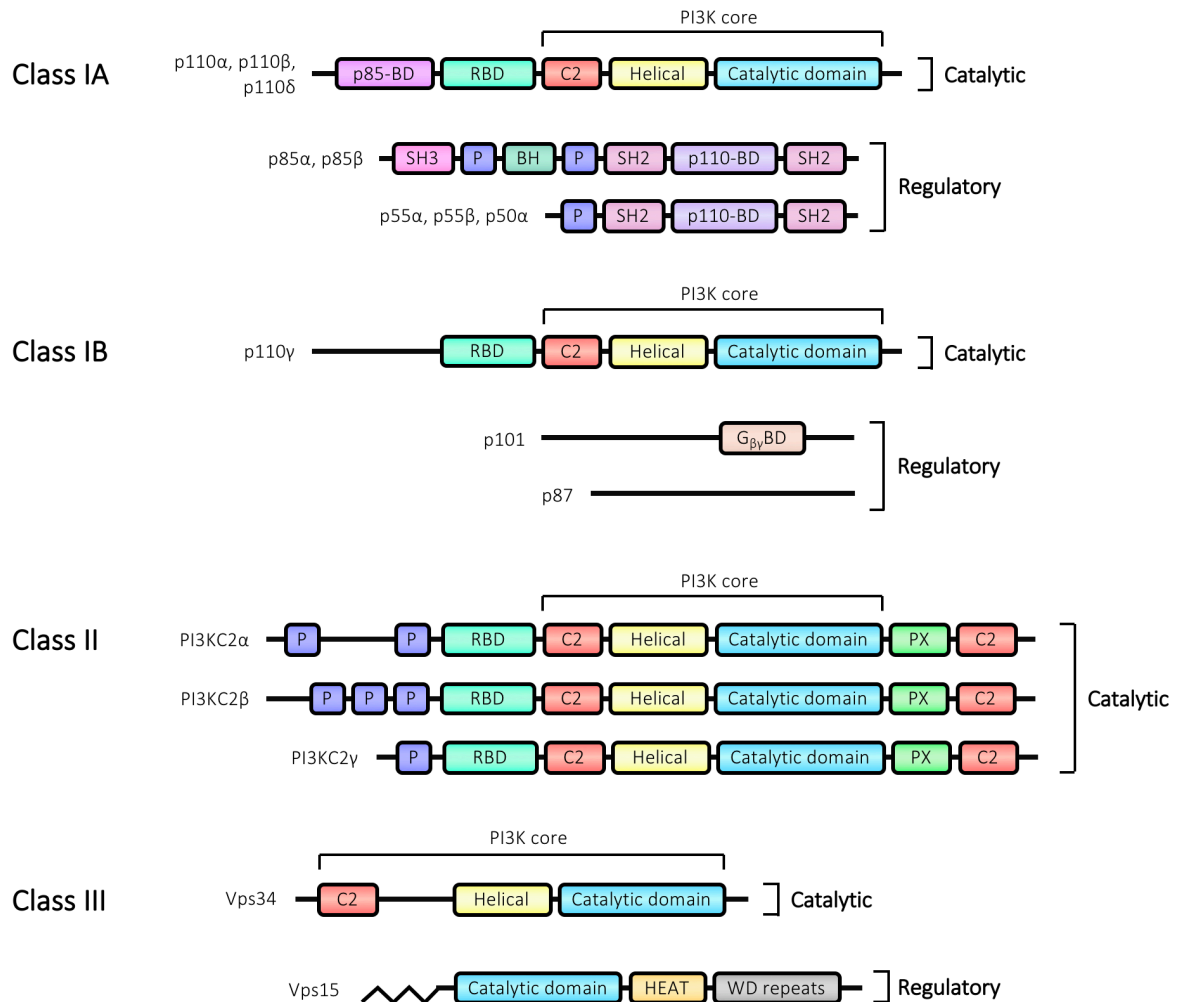 PI3K core
Class IA
p110α, p110β,
p110δ
p85-BD RBD C2 Helical Catalytic domain
Catalytic
p85α, p85β
SH3 P BH P SH2 p110-BD SH2
Regulatory
p55α, p55β, p50α
P SH2 p110-BD SH2
PI3K core
Class IB
p110γ
RBD C2 Helical Catalytic domain
Catalytic
p101
GβγBD
Regulatory
p87
PI3K core
Class II
PI3KC2α
P P RBD C2 Helical Catalytic domain PX C2
PI3KC2β
P P P RBD C2 Helical Catalytic domain PX C2
Catalytic
PI3KC2γ
P RBD C2 Helical Catalytic domain PX C2
PI3K core
Class III
Vps34
C2 Helical Catalytic domain
Catalytic
Vps15
Catalytic domain HEAT WD repeats
Regulatory